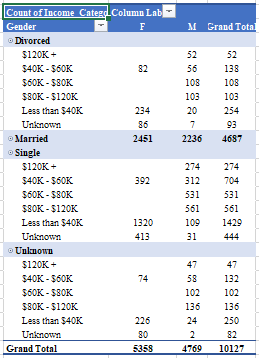 Count of Income_Catego Column Lab
Gender F M Grand Total
Divorced
$120K + 52 52
$40K - $60K 82 56 138
$60K - $80K 108 108
$80K - $120K 103 103
Less than $40K 234 20 254
Unknown 86 7 93
Married 2451 2236 4687
Single
$120K + 274 274
$40K - $60K 392 312 704
$60K - $80K 531 531
$80K - $120K 561 561
Less than $40K 1320 109 1429
Unknown 413 31 444
Unknown
$120K + 47 47
$40K - $60K 74 58 132
$60K - $80K 102 102
$80K - $120K 136 136
Less than $40K 226 24 250
Unknown 80 2 82
Grand Total 5358 4769 10127